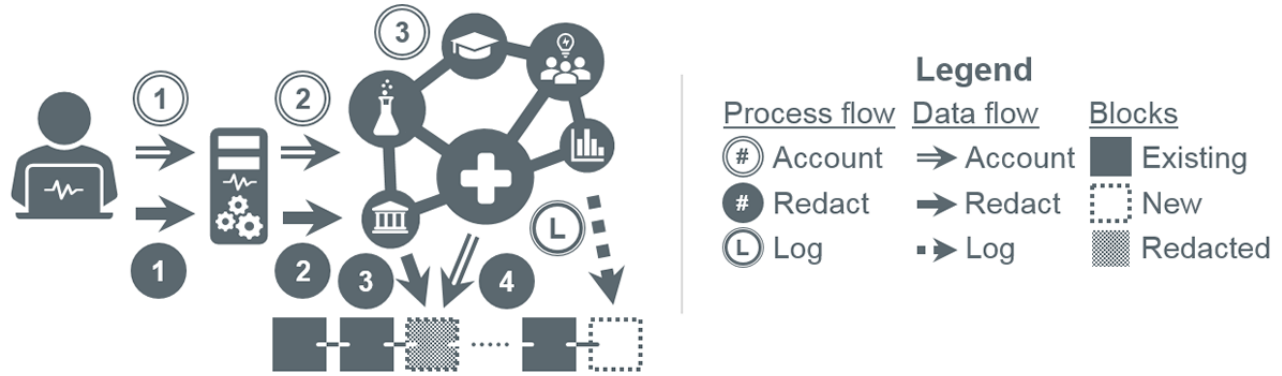 3
1
2
L
1
2
3
4
Legend
Process flow Data flow Blocks
# Account Account Existing
# Redact Redact New
L Log Log Redacted